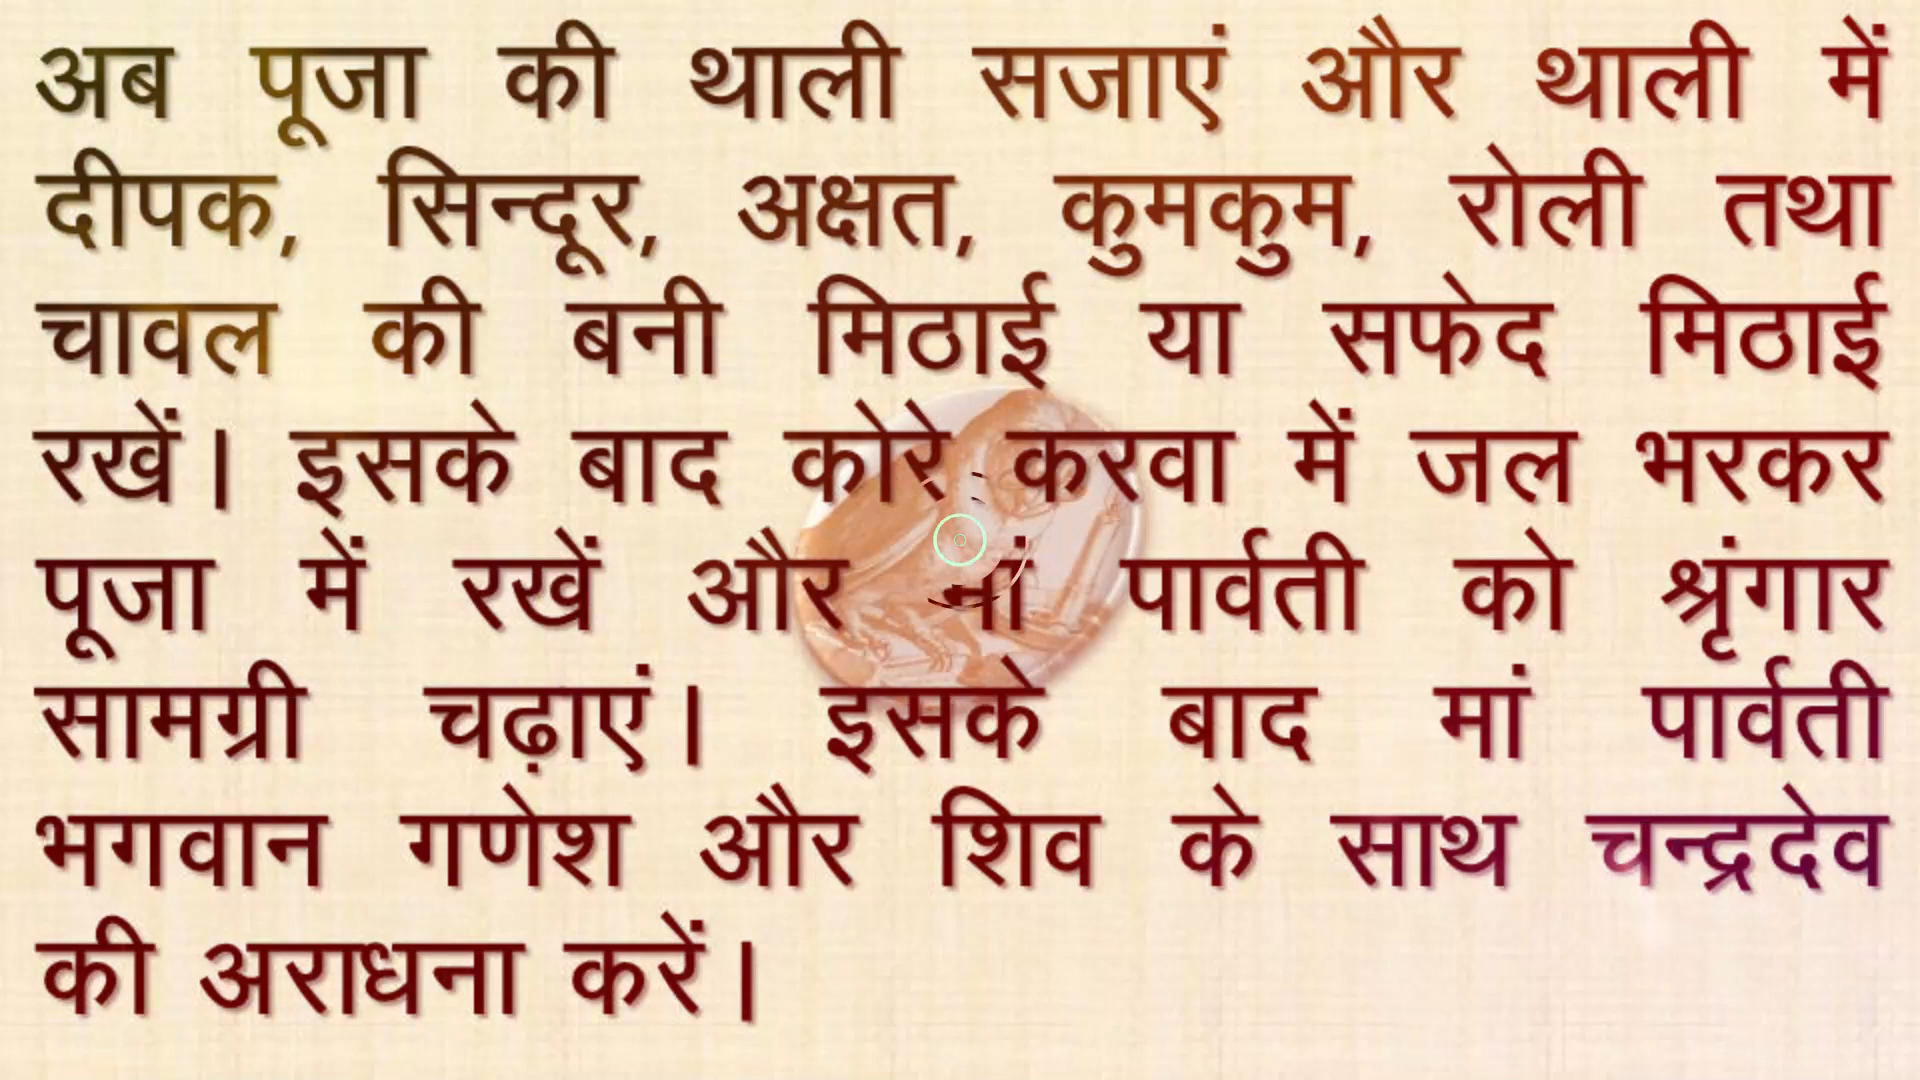 अब पूजा की थाली सजाएं और थाली में
दीपक, सिन्दूर, अक्षत, कुमकुम, रोली तथा
चावल की बनी मिठाई या सफेद मिठाई
रखें। इसके बाद कोरे करवा में जल भरकर
पूजा में रखें और मां पार्वती को श्रृंगार
सामग्री चढ़ाएं। इसके बाद मां पार्वती
भगवान गणेश और शिव के साथ चन्द्रदेव
की अराधना करें।